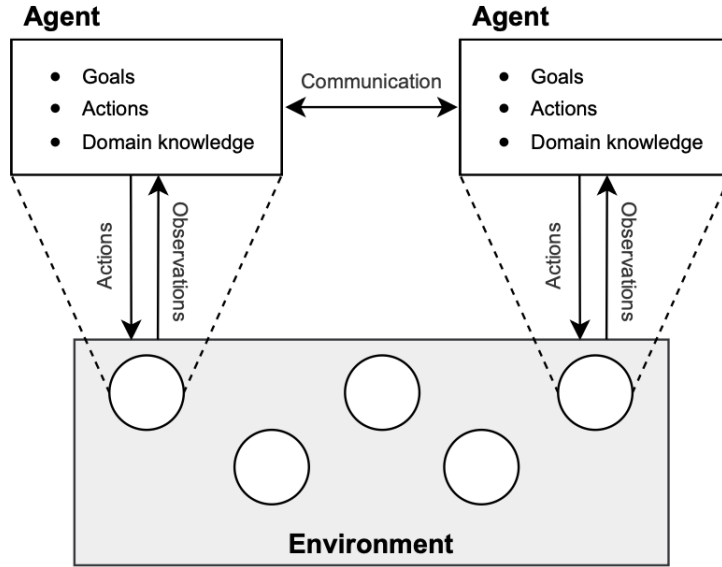 Agent
Agent
• Goals
• Actions
• Domain knowledge
Communication
• Goals
• Actions
• Domain knowledge
Actions
Observations
Actions
Observations
Environment